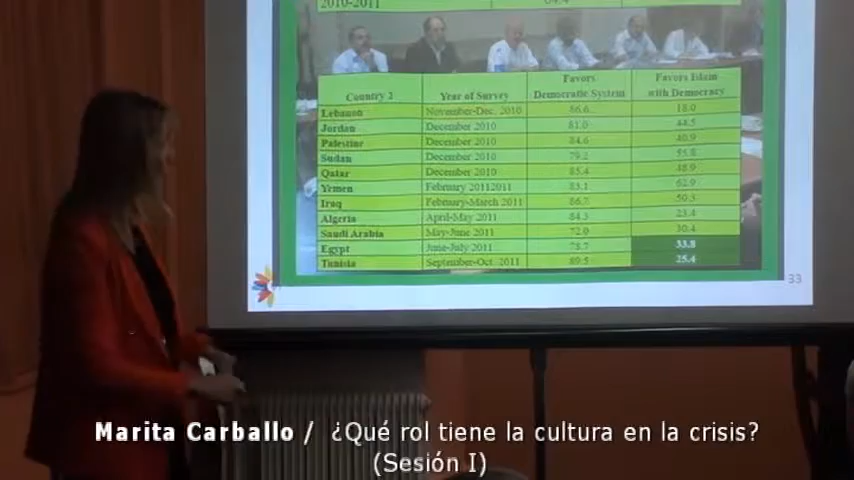 2010-2011
Country 2 Year of Survey Favors Democratic System Favors Islam with Democracy
Lebanon November-Dec. 2010 86.6 18.0
Jordan December 2010 81.0 44.5
Palestine December 2010 84.6 40.9
Sudan December 2010 79.2 55.8
Qatar December 2010 85.4 48.9
Yemen February 20112011 83.1 62.9
Iraq February-March 2011 86.7 50.3
Algeria April-May 2011 84.3 23.4
Saudi Arabia May-June 2011 72.0 30.4
Egypt June-July 2011 78.7 33.8
Tunisia September-Oct. 2011 89.5 25.4
33
Marita Carballo / ¿Qué rol tiene la cultura en la crisis?
(Sesión I)